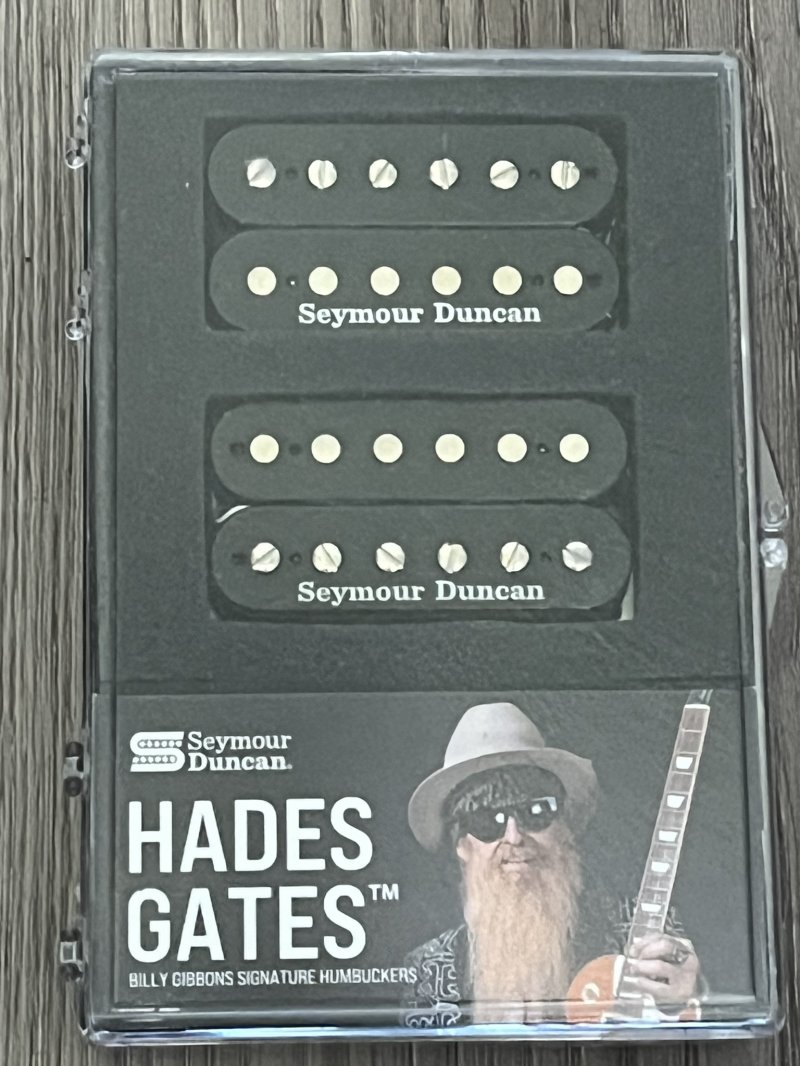 Seymour Duncan
Seymour Duncan
Seymour
Duncan®
HADES
GATES™
BILLY GIBBONS SIGNATURE HUMBUCKERS